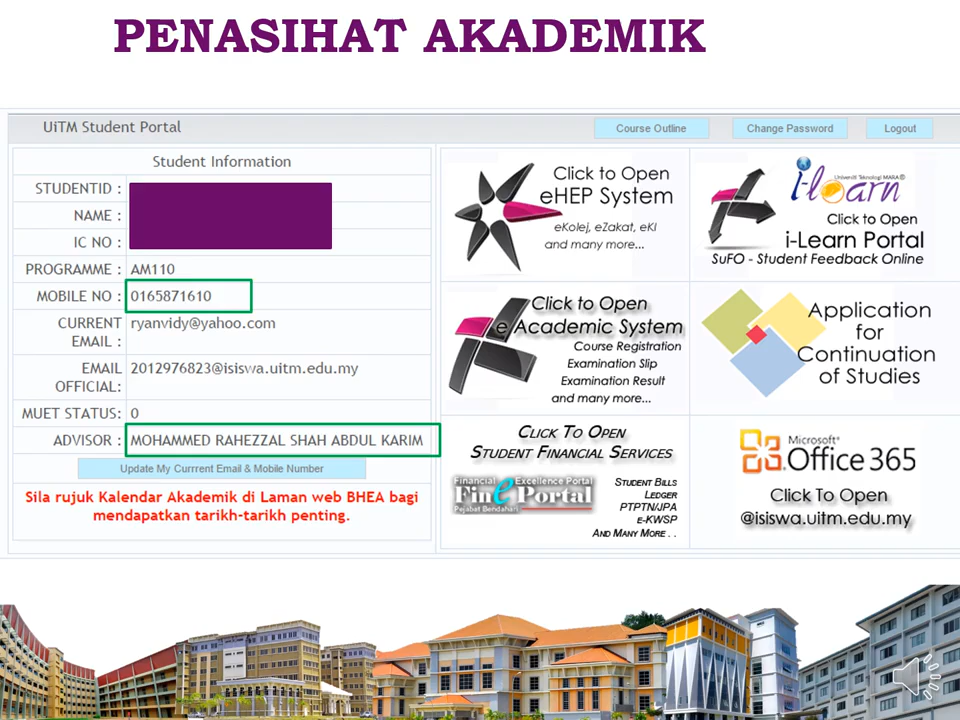 PENASIHAT AKADEMIK
UiTM Student Portal
Course Outline
Change Password
Logout
Student Information
STUDENTID :
NAME :
IC NO :
PROGRAMME : AM110
MOBILE NO : 0165871610
CURRENT EMAIL : ryanvidy@yahoo.com
EMAIL OFFICIAL: 2012976823@isiswa.uitm.edu.my
MUET STATUS: 0
ADVISOR : MOHAMMED RAHEZZAL SHAH ABDUL KARIM
Update My Currrent Email & Mobile Number
Sila rujuk Kalendar Akademik di Laman web BHEA bagi
mendapatkan tarikh-tarikh penting.
Click to Open
eHEP System
eKolej, eZakat, eKl
and many more...
i-Learn
Universiti Teknologi MARA®
Click to Open
i-Learn Portal
SuFO - Student Feedback Online
Click to Open
e Academic System
Course Registration
Examination Slip
Examination Result
and many more...
Application
for
Continuation
of Studies
CLICK TO OPEN
STUDENT FINANCIAL SERVICES
Financial Excellence Portal
FinePortal
Pejabat Bendahari
STUDENT BILLS
LEDGER
PTPTN/JPA
E-KWSP
AND MANY MORE . .
Microsoft®
Office 365
Click To Open
@isiswa.uitm.edu.my